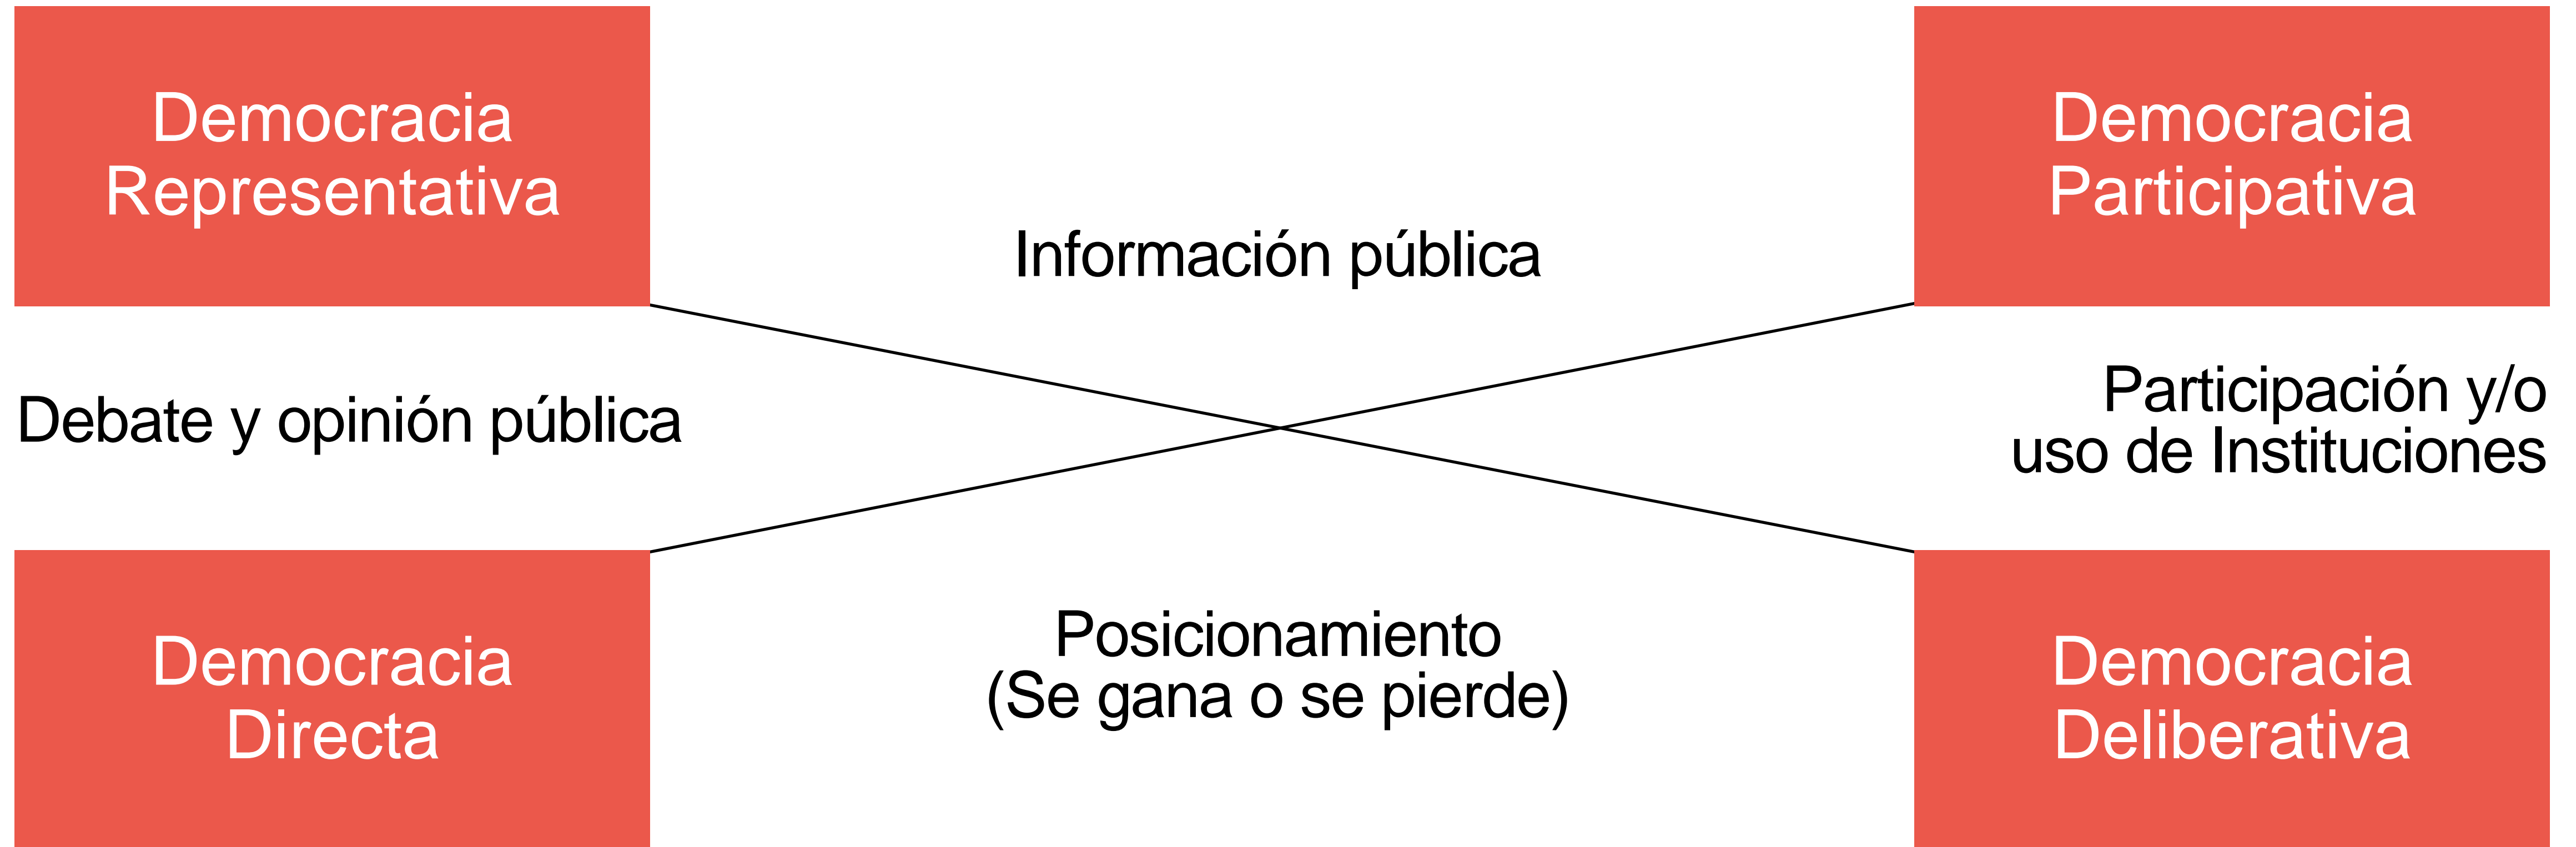 Democracia
Representativa
Democracia
Participativa
Información pública
Debate y opinión pública
Participación y/o
uso de Instituciones
Posicionamiento
(Se gana o se pierde)
Democracia
Directa
Democracia
Deliberativa